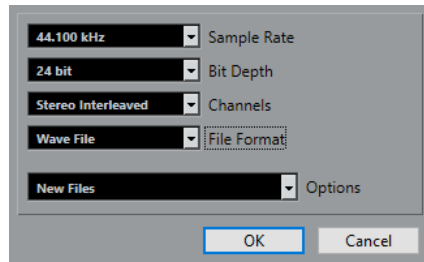 44.100 kHz Sample Rate
24 bit Bit Depth
Stereo Interleaved Channels
Wave File File Format
New Files Options
OK Cancel